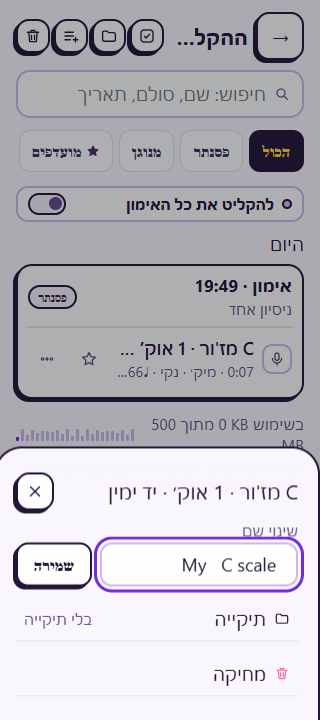 ההקל...
חיפוש: שם, סולם, תאריך
הכול
פסנתר
מנוגן
מועדפים
להקליט את כל האימון
היום
אימון · 19:49
פסנתר
ניסיון אחד
C מז'ור · 1 אוק׳ ...
0:07 · מיק׳ · נקי · ♩66...
בשימוש 0 KB מתוך 500
MB
C מז'ור · 1 אוק׳ · יד ימין
שינוי שם
My C scale
שמירה
תיקייה
בלי תיקייה
מחיקה